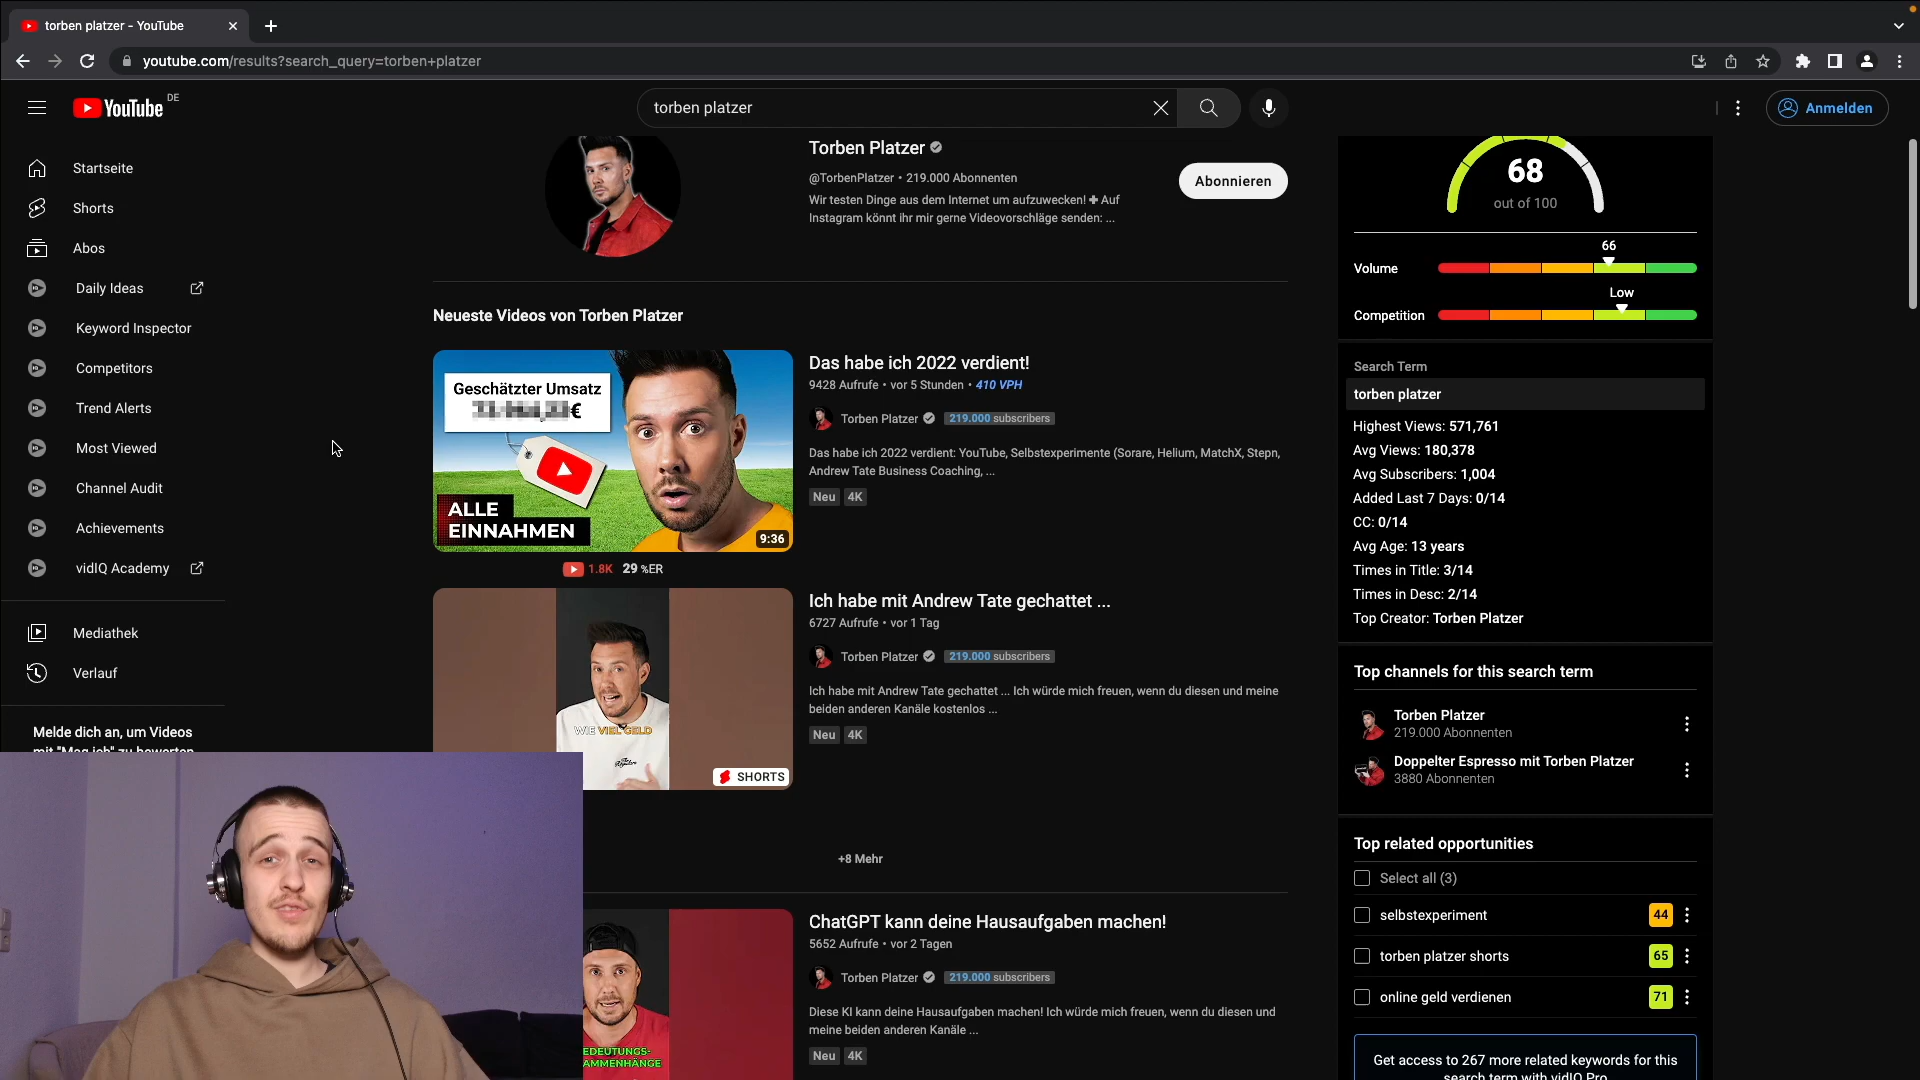 torben platzer - YouTube
youtube.com/results?search_query=torben+platzer
YouTube DE
torben platzer
Anmelden
Startseite
Shorts
Abos
Daily Ideas
Keyword Inspector
Competitors
Trend Alerts
Most Viewed
Channel Audit
Achievements
vidIQ Academy
Mediathek
Verlauf
Melde dich an, um Videos
mit "Mag ich" zu bewerten,
Torben Platzer
@TorbenPlatzer • 219.000 Abonnenten
Wir testen Dinge aus dem Internet um aufzuwecken! ✚ Auf
Instagram könnt ihr mir gerne Videovorschläge senden: ...
Abonnieren
Neueste Videos von Torben Platzer
Geschätzter Umsatz
€
ALLE
EINNAHMEN
9:36
1.8K 29 %ER
Das habe ich 2022 verdient!
9428 Aufrufe • vor 5 Stunden • 410 VPH
Torben Platzer 219.000 subscribers
Das habe ich 2022 verdient: YouTube, Selbstexperimente (Sorare, Helium, MatchX, Stepn,
Andrew Tate Business Coaching, ...
Neu 4K
WIE VIEL GELD
SHORTS
Ich habe mit Andrew Tate gechattet ...
6727 Aufrufe • vor 1 Tag
Torben Platzer 219.000 subscribers
Ich habe mit Andrew Tate gechattet ... Ich würde mich freuen, wenn du diesen und meine
beiden anderen Kanäle kostenlos ...
Neu 4K
+8 Mehr
EDEUTUNGS-
AMMENHÄNGE
ChatGPT kann deine Hausaufgaben machen!
5652 Aufrufe • vor 2 Tagen
Torben Platzer 219.000 subscribers
Diese KI kann deine Hausaufgaben machen! Ich würde mich freuen, wenn du diesen und
meine beiden anderen Kanäle ...
Neu 4K
68
out of 100
66
Volume
Low
Competition
Search Term
torben platzer
Highest Views: 571,761
Avg Views: 180,378
Avg Subscribers: 1,004
Added Last 7 Days: 0/14
CC: 0/14
Avg Age: 13 years
Times in Title: 3/14
Times in Desc: 2/14
Top Creator: Torben Platzer
Top channels for this search term
Torben Platzer
219.000 Abonnenten
Doppelter Espresso mit Torben Platzer
3880 Abonnenten
Top related opportunities
Select all (3)
selbstexperiment 44
torben platzer shorts 65
online geld verdienen 71
Get access to 267 more related keywords for this
search term with vidIQ Pro